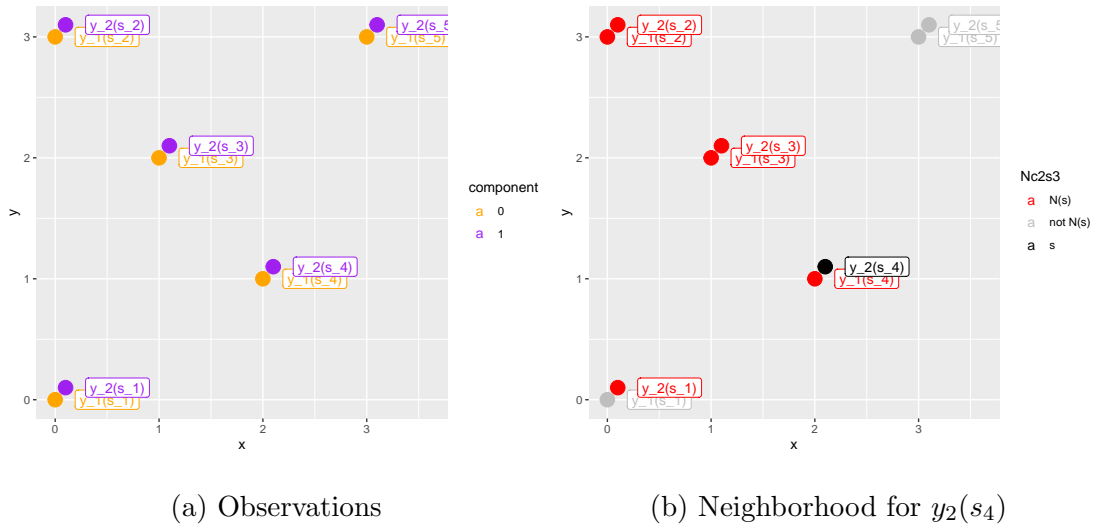 y_2(s_2)
y_1(s_2)
y_2(s_5
y_1(s_5)
y_2(s_3)
y_1(s_3)
y_2(s_4)
y_1(s_4)
y_2(s_1)
y_1(s_1)
3
2
1
0
y
0 1 2 3
x
component
a 0
a 1
y_2(s_2)
y_1(s_2)
y_2(s_5
y_1(s_5)
y_2(s_3)
y_1(s_3)
y_2(s_4)
y_1(s_4)
y_2(s_1)
y_1(s_1)
3
2
1
0
y
0 1 2 3
x
Nc2s3
a N(s)
a not N(s)
a s
(a) Observations
(b) Neighborhood for y₂(s₄)